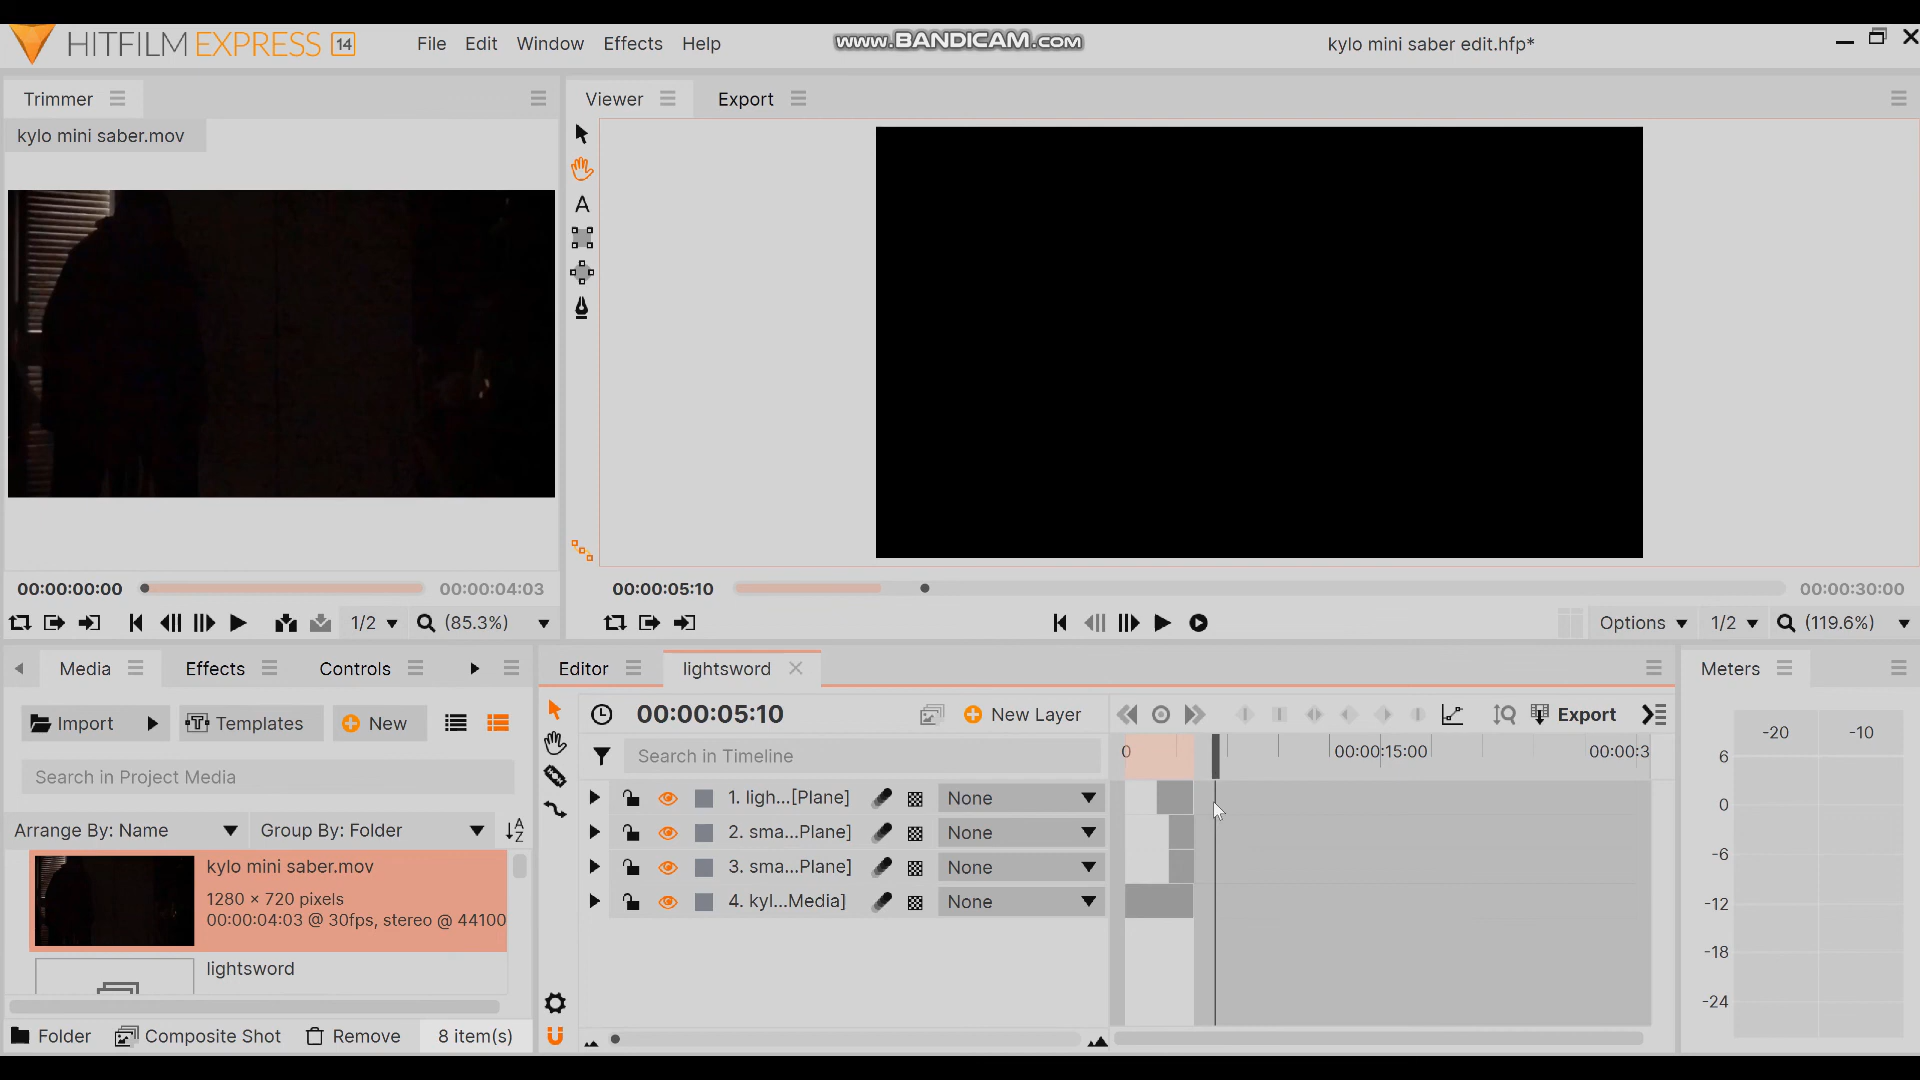 HITFILM EXPRESS 14
File Edit Window Effects Help
www.BANDICAM.com
kylo mini saber edit.hfp*
Trimmer
Viewer
Export
kylo mini saber.mov
A
00:00:00:00
00:00:04:03
00:00:05:10
00:00:30:00
1/2
(85.3%)
Options
1/2
(119.6%)
Media
Effects
Controls
Editor
lightsword
Meters
Import
Templates
New
00:00:05:10
New Layer
Export
Search in Timeline
0
00:00:15:00
00:00:3
Search in Project Media
Arrange By: Name
Group By: Folder
A
Z
1. ligh...[Plane]
None
2. sma...Plane]
None
3. sma...Plane]
None
4. kyl...Media]
None
kylo mini saber.mov
1280 × 720 pixels
00:00:04:03 @ 30fps, stereo @ 44100
lightsword
Folder
Composite Shot
Remove
8 item(s)
-20
-10
6
0
-6
-12
-18
-24